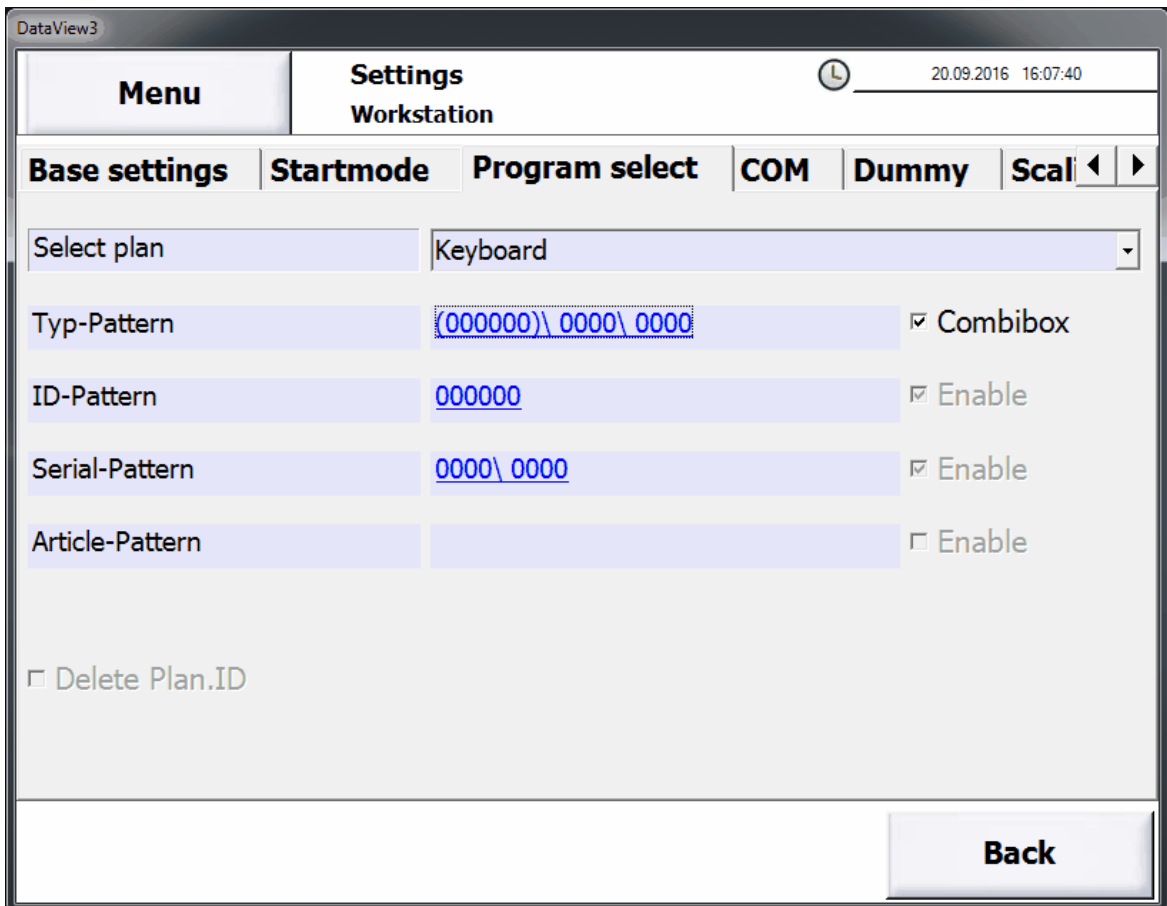 DataView3
Menu
Settings
Workstation
20.09.2016 16:07:40
Base settings
Startmode
Program select
COM
Dummy
Scali
Select plan
Keyboard
Typ-Pattern
(000000)\ 0000\ 0000
Combibox
ID-Pattern
000000
Enable
Serial-Pattern
0000\ 0000
Enable
Article-Pattern
Enable
Delete Plan.ID
Back